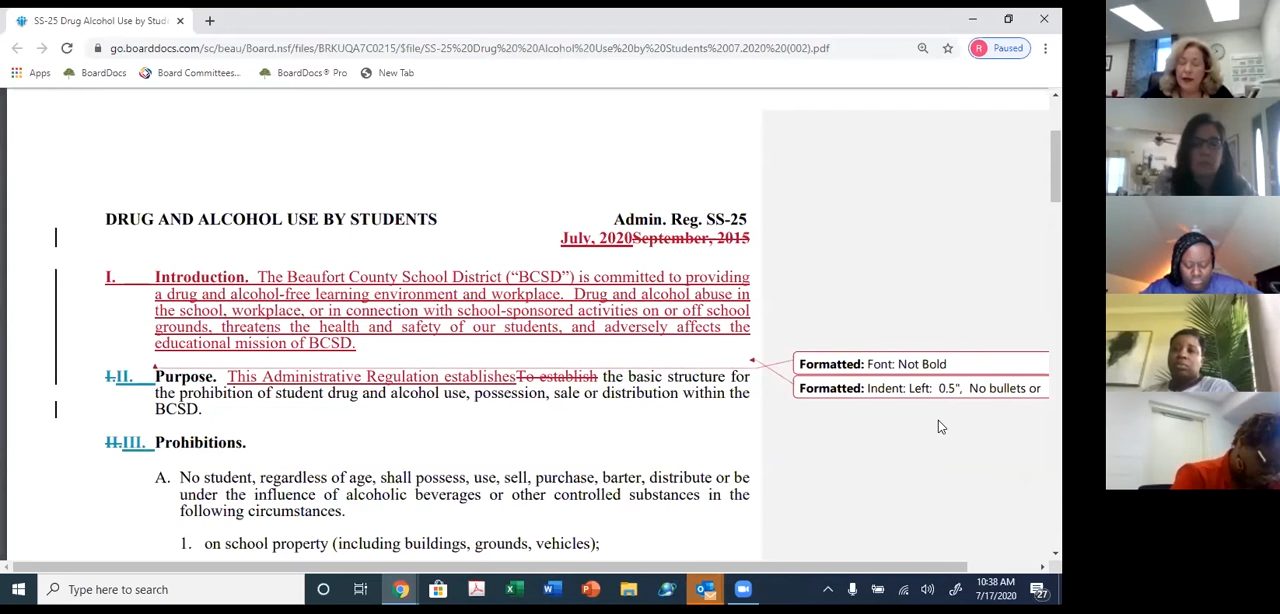 SS-25 Drug Alcohol Use by Stude
go.boarddocs.com/sc/beau/Board.nsf/files/BRKUQA7C0215/$file/SS-25%20Drug%20%20Alcohol%20Use%20by%20Students%2007.2020%20(002).pdf
R Paused
Apps BoardDocs Board Committees... BoardDocs® Pro New Tab
DRUG AND ALCOHOL USE BY STUDENTS Admin. Reg. SS-25
July, 2020September, 2015
I. Introduction. The Beaufort County School District (“BCSD”) is committed to providing
a drug and alcohol-free learning environment and workplace. Drug and alcohol abuse in
the school, workplace, or in connection with school-sponsored activities on or off school
grounds, threatens the health and safety of our students, and adversely affects the
educational mission of BCSD.
Formatted: Font: Not Bold
I.II. Purpose. This Administrative Regulation establishesTo establish the basic structure for
Formatted: Indent: Left: 0.5", No bullets or
the prohibition of student drug and alcohol use, possession, sale or distribution within the
BCSD.
II.III. Prohibitions.
A. No student, regardless of age, shall possess, use, sell, purchase, barter, distribute or be
under the influence of alcoholic beverages or other controlled substances in the
following circumstances.
1. on school property (including buildings, grounds, vehicles);
Type here to search
10:38 AM
7/17/2020
27